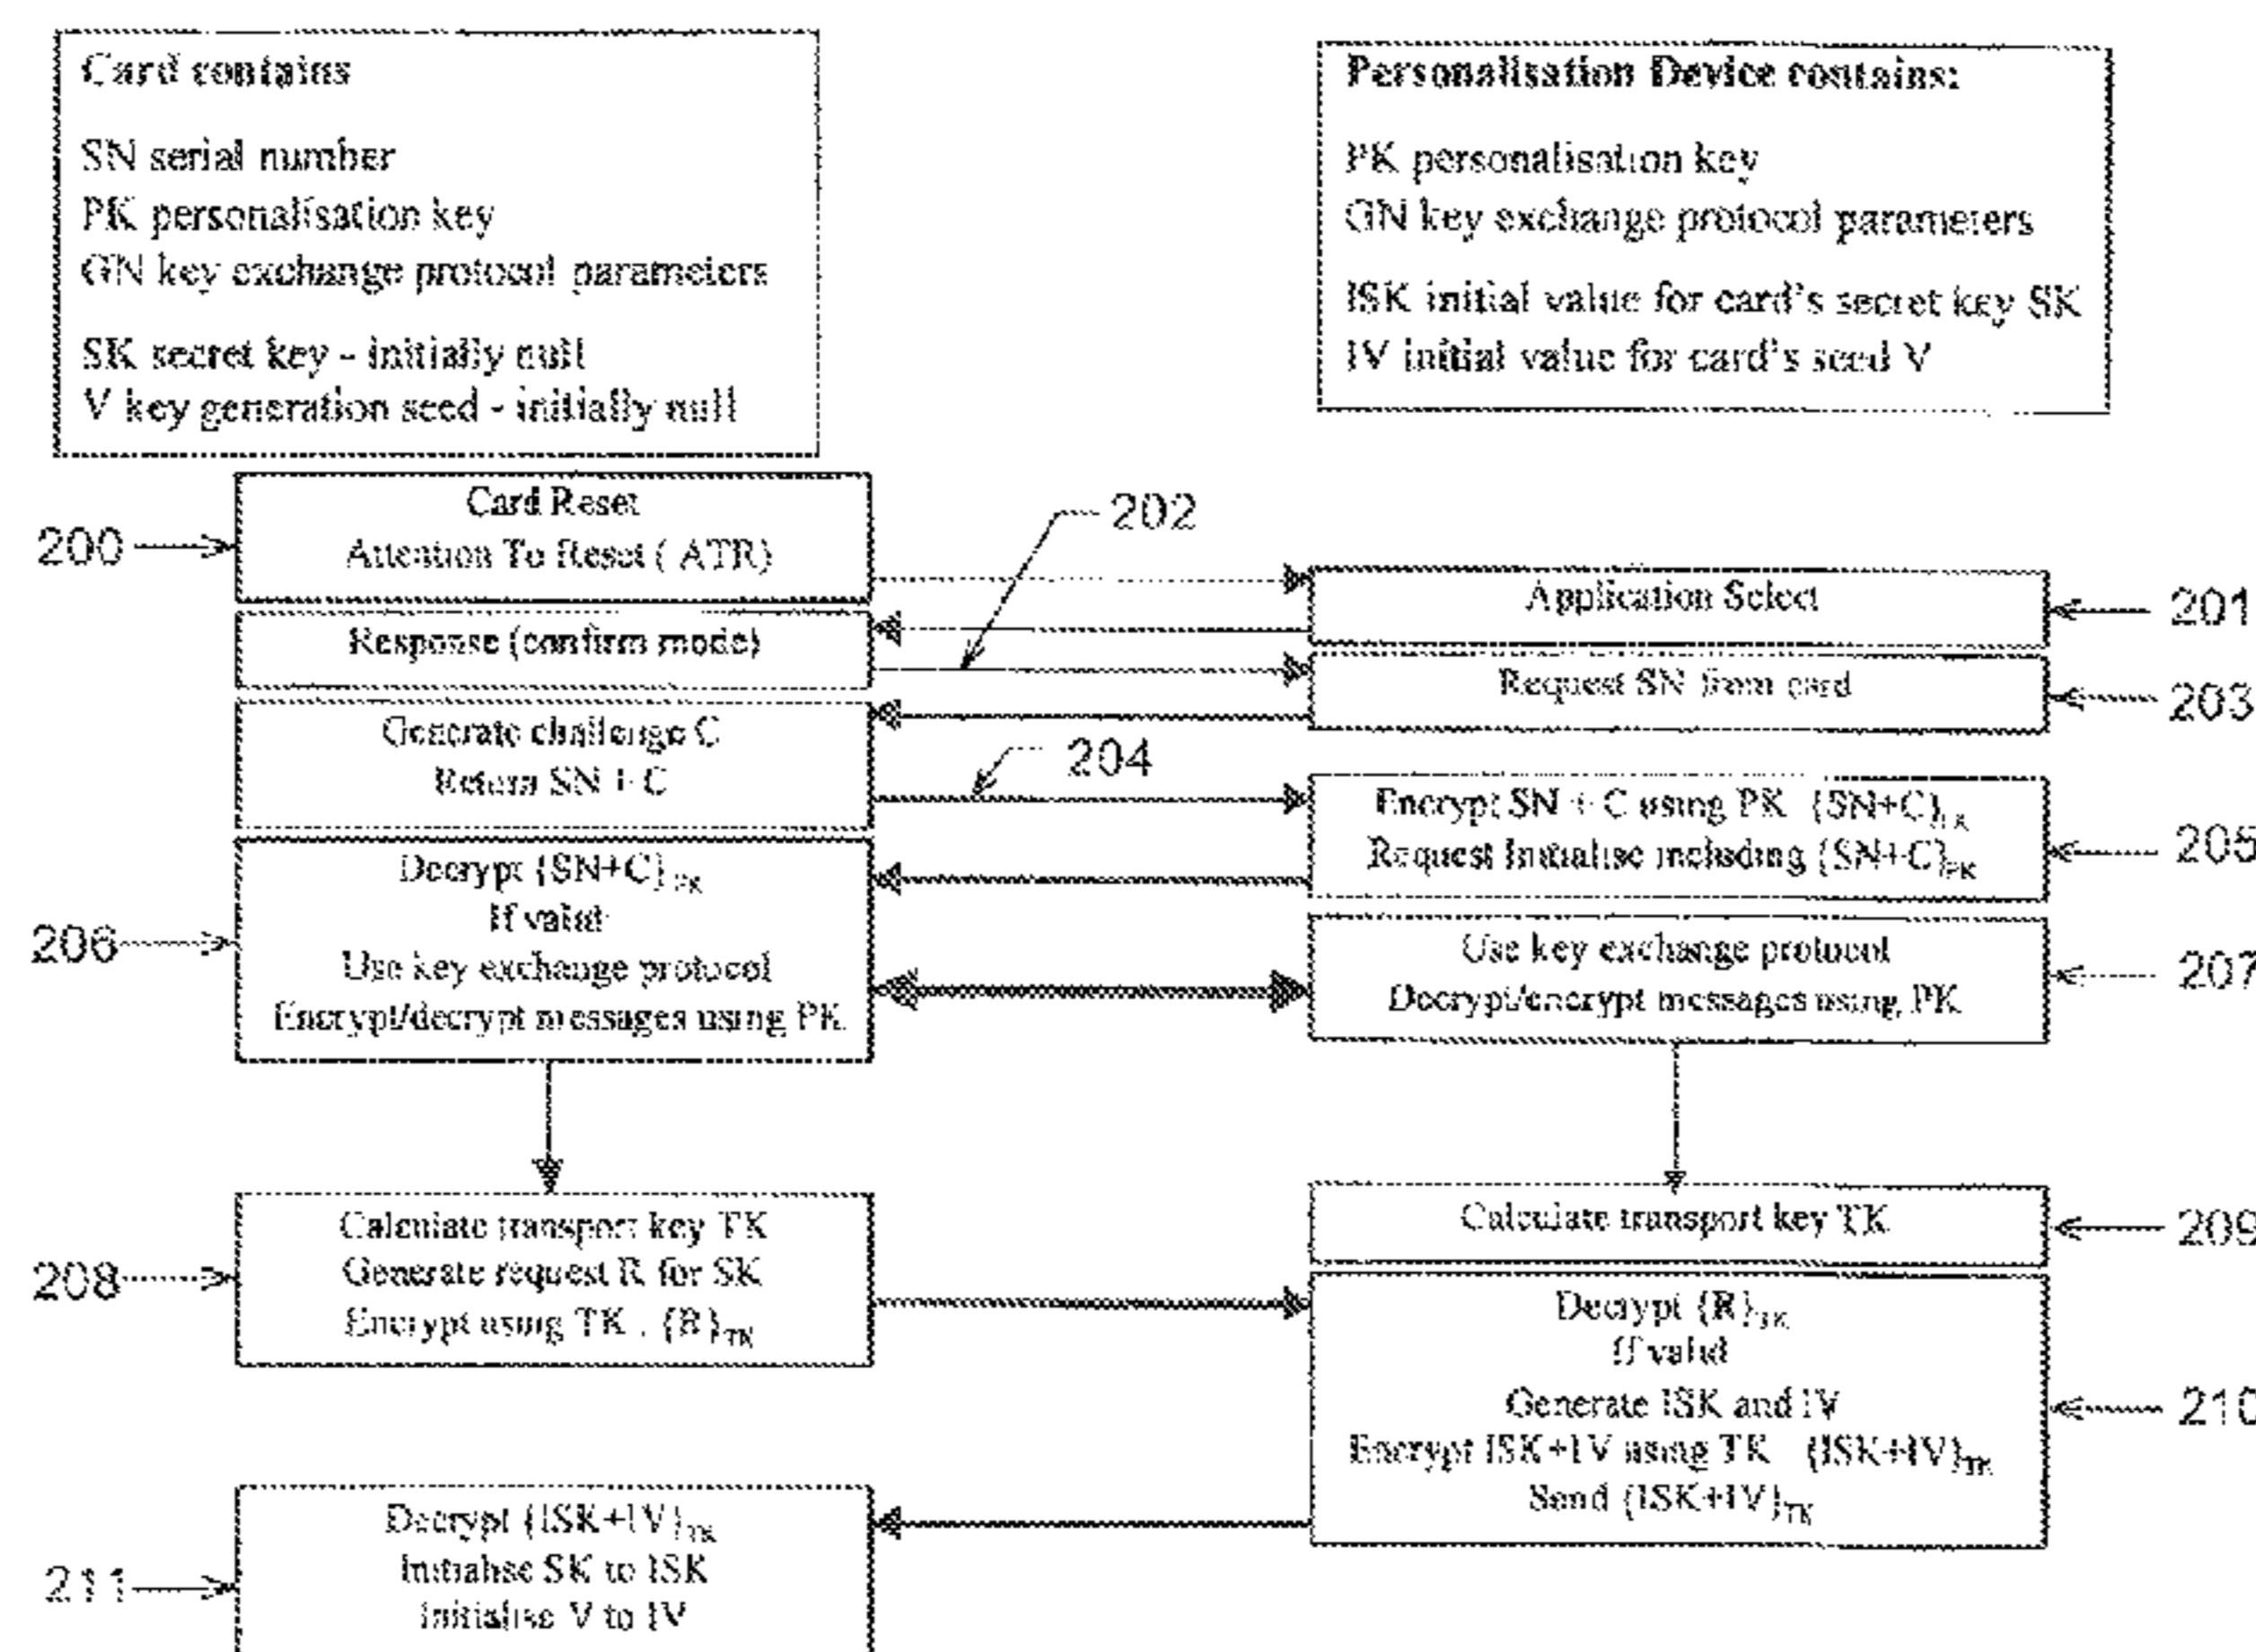 Card contains
SN serial number
PK personalisation key
GN key exchange protocol parameters
SK secret key - initially null
V key generation seed - initially null
Personalisation Device contains:
PK personalisation key
GN key exchange protocol parameters
ISK initial value for card's secret key SK
IV initial value for card's seed V
200
Card Reset
Attention To Reset ( ATR)
202
Application Select
201
Response (confirm mode)
Request SN from card
203
Generate challenge C
Return SN + C
204
Encrypt SN + C using PK {SN+C}PK
Request Initialise including {SN+C}PK
205
206
Decrypt {SN+C}PK
If valid
Use key exchange protocol
Encrypt/decrypt messages using PK
Use key exchange protocol
Decrypt/encrypt messages using PK
207
208
Calculate transport key TK
Generate request R for SK
Encrypt using TK . {R}TK
Calculate transport key TK
209
Decrypt {R}TK
If valid
Generate ISK and IV
Encrypt ISK+IV using TK {ISK+IV}TK
Send {ISK+IV}TK
210
211
Decrypt {ISK+IV}TK
Initialise SK to ISK
Initialise V to IV